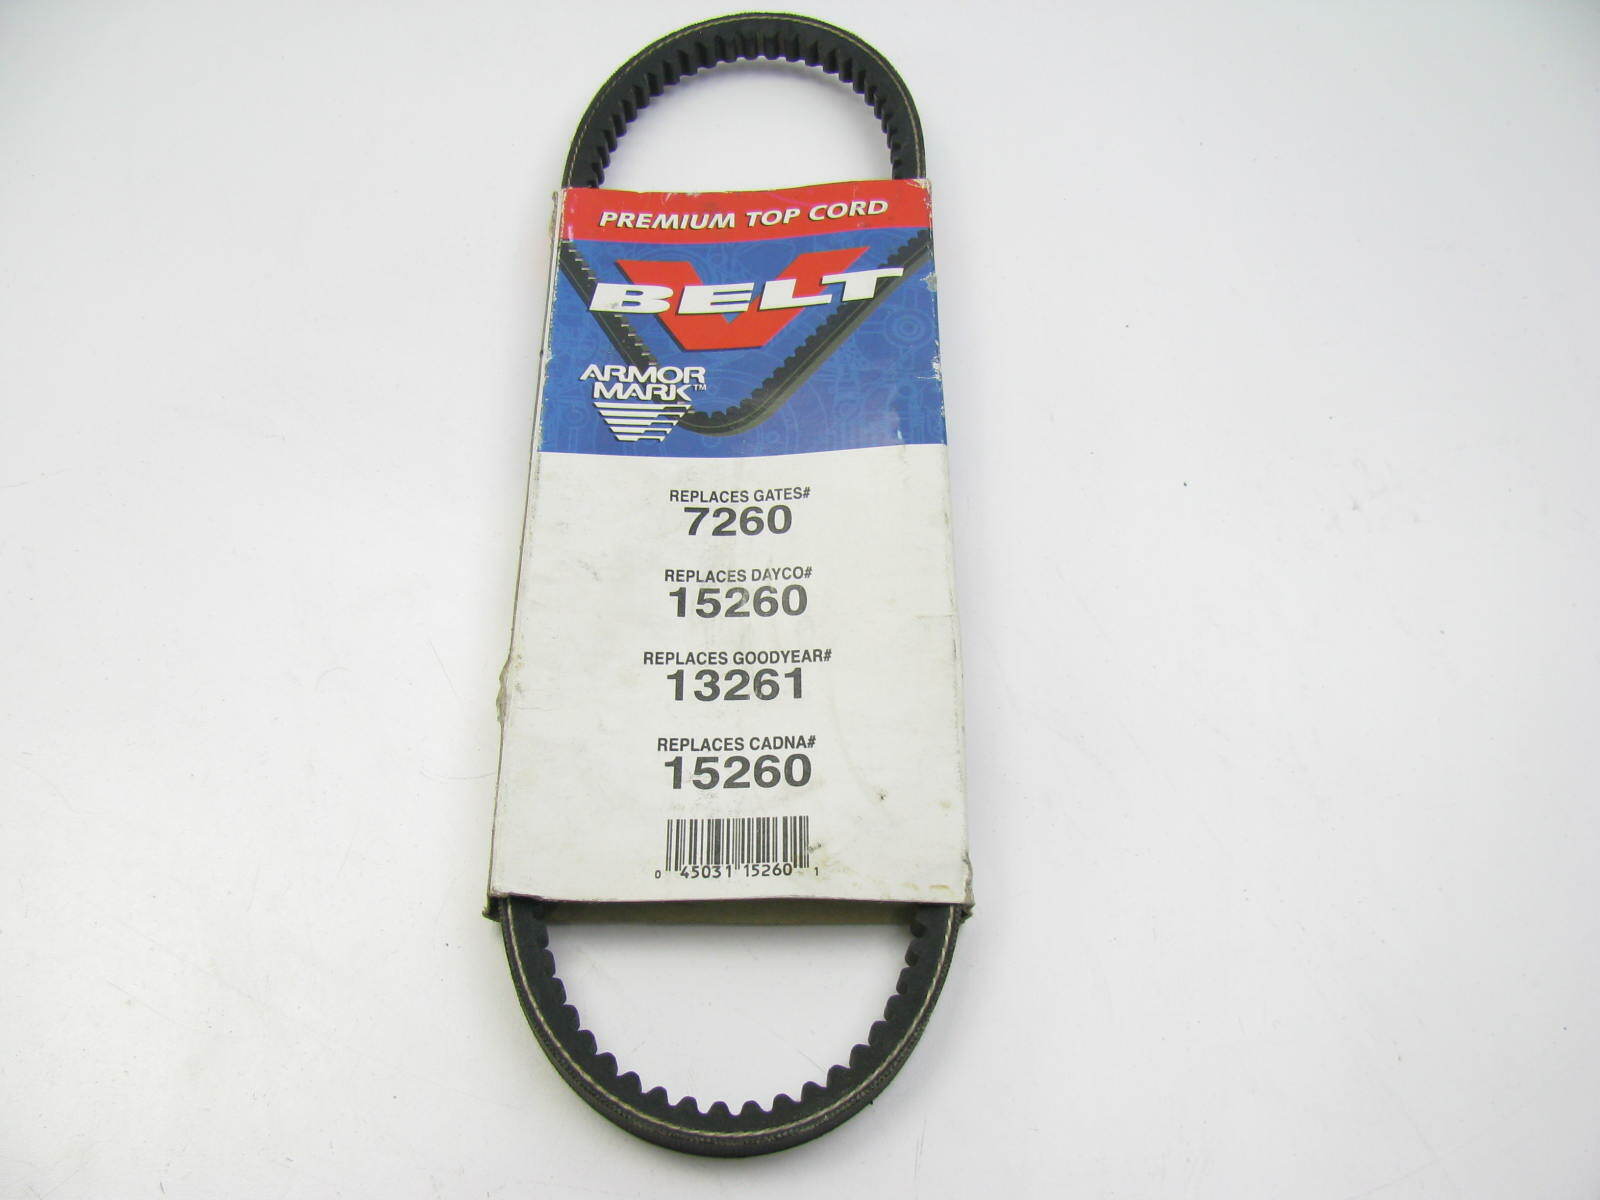 PREMIUM TOP CORD
V
BELT
ARMOR
MARK™
REPLACES GATES#
7260
REPLACES DAYCO#
15260
REPLACES GOODYEAR#
13261
REPLACES CADNA#
15260
0 45031 15260 1